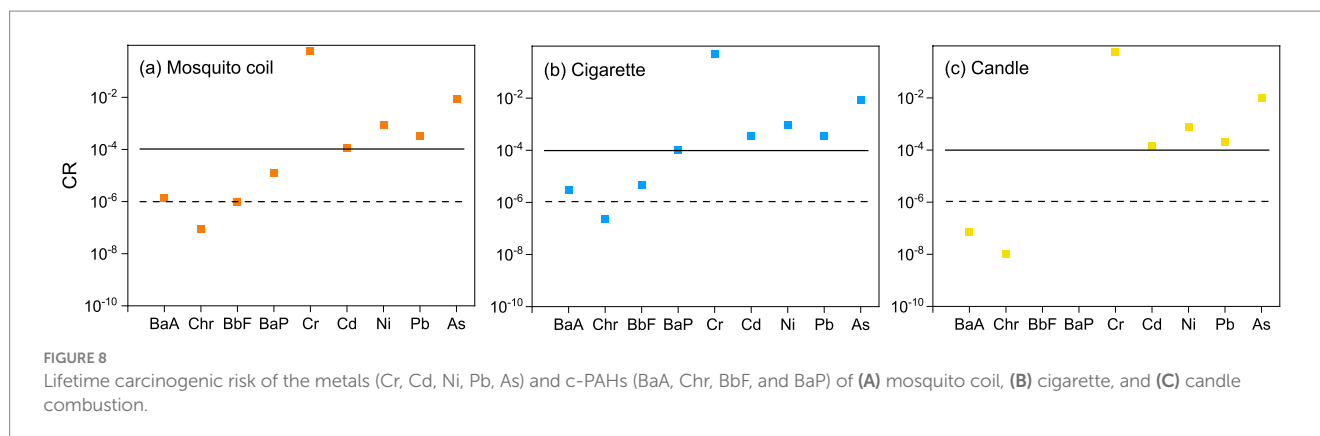 (a) Mosquito coil
(b) Cigarette
(c) Candle
CR
10-2
10-4
10-6
10-8
10-10
BaA Chr BbF BaP Cr Cd Ni Pb As
10-2
10-4
10-6
10-8
10-10
BaA Chr BbF BaP Cr Cd Ni Pb As
10-2
10-4
10-6
10-8
10-10
BaA Chr BbF BaP Cr Cd Ni Pb As
FIGURE 8
Lifetime carcinogenic risk of the metals (Cr, Cd, Ni, Pb, As) and c-PAHs (BaA, Chr, BbF, and BaP) of (A) mosquito coil, (B) cigarette, and (C) candle
combustion.